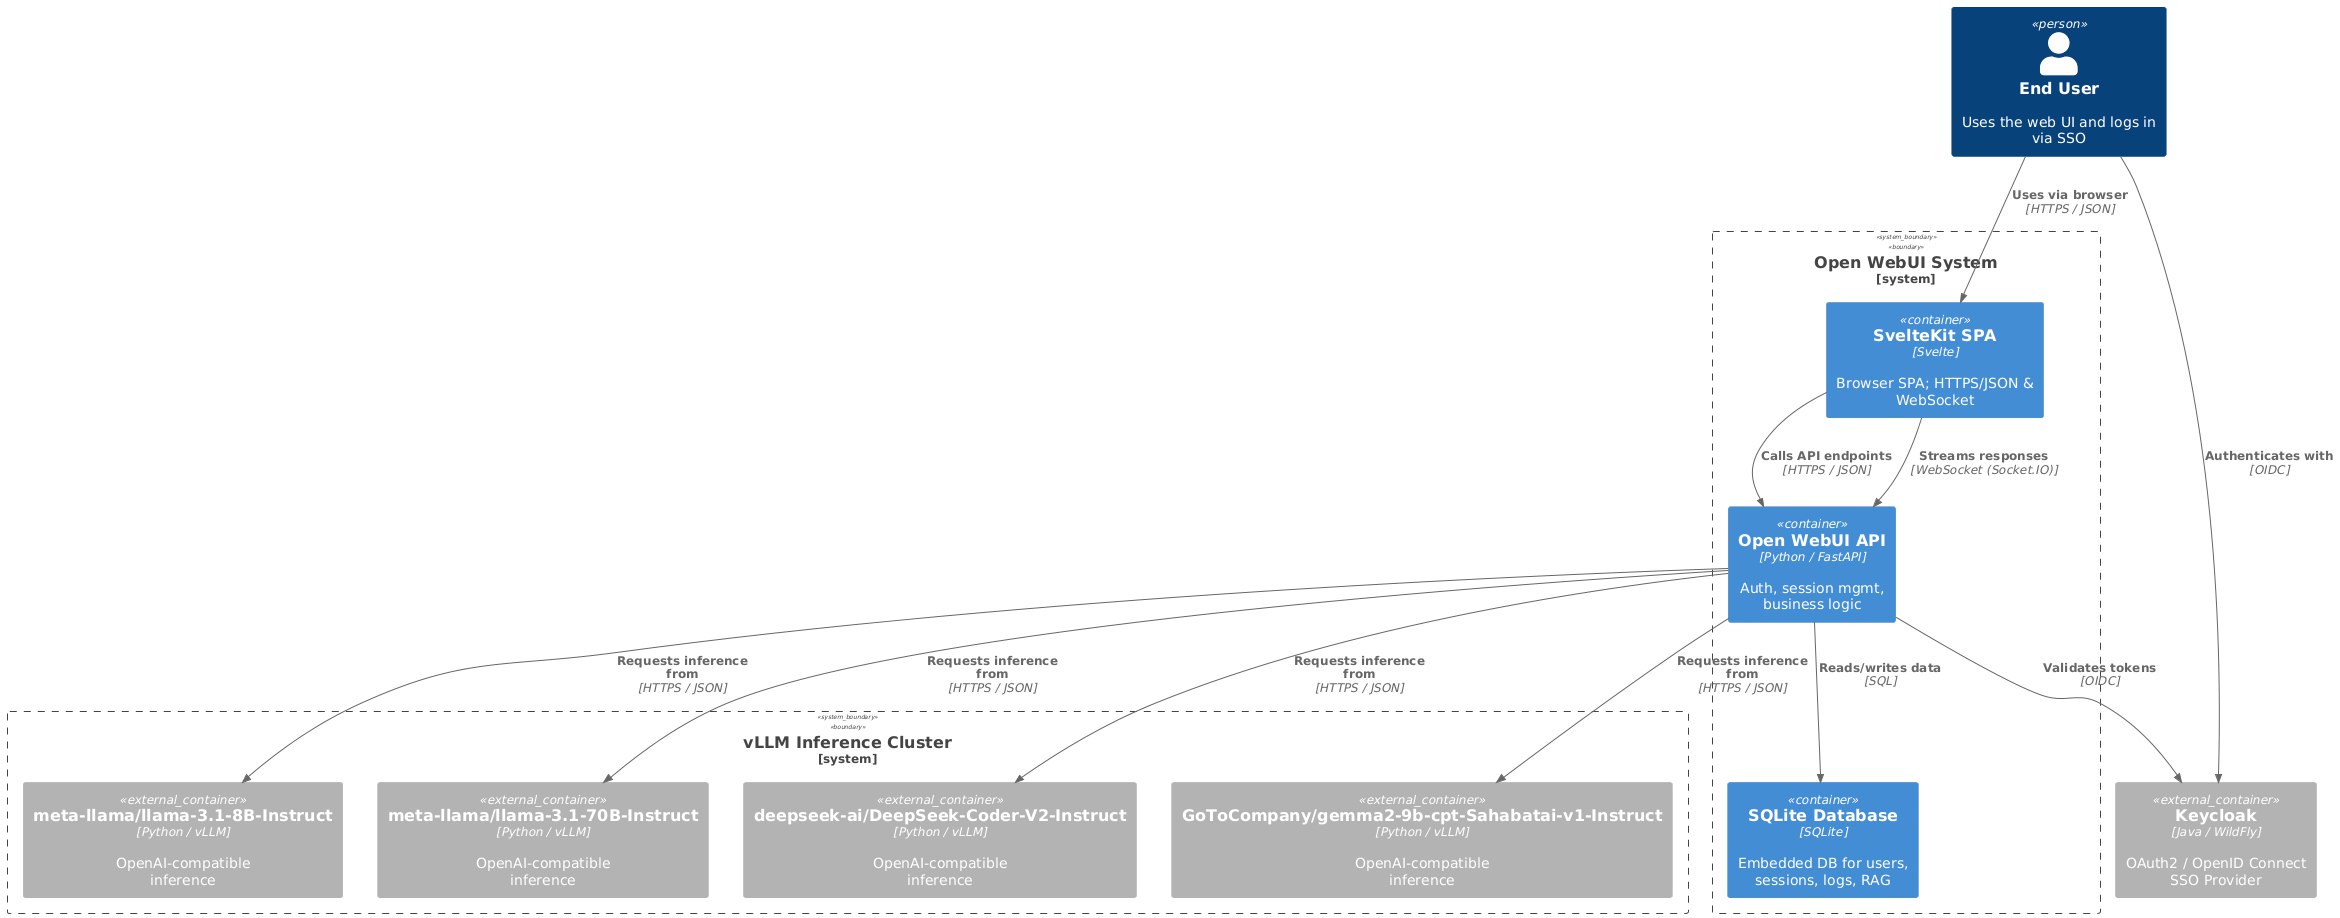 «person»
End User
Uses the web UI and logs in
via SSO
Uses via browser
[HTTPS / JSON]
«system_boundary»
«boundary»
Open WebUI System
[system]
«container»
SvelteKit SPA
[Svelte]
Browser SPA; HTTPS/JSON &
WebSocket
Calls API endpoints
[HTTPS / JSON]
Streams responses
[WebSocket (Socket.IO)]
Authenticates with
[OIDC]
«container»
Open WebUI API
[Python / FastAPI]
Auth, session mgmt,
business logic
Requests inference
from
[HTTPS / JSON]
Requests inference
from
[HTTPS / JSON]
Requests inference
from
[HTTPS / JSON]
Requests inference
from
[HTTPS / JSON]
Reads/writes data
[SQL]
Validates tokens
[OIDC]
«system_boundary»
«boundary»
vLLM Inference Cluster
[system]
«external_container»
meta-llama/llama-3.1-8B-Instruct
[Python / vLLM]
OpenAI-compatible
inference
«external_container»
meta-llama/llama-3.1-70B-Instruct
[Python / vLLM]
OpenAI-compatible
inference
«external_container»
deepseek-ai/DeepSeek-Coder-V2-Instruct
[Python / vLLM]
OpenAI-compatible
inference
«external_container»
GoToCompany/gemma2-9b-cpt-Sahabatai-v1-Instruct
[Python / vLLM]
OpenAI-compatible
inference
«container»
SQLite Database
[SQLite]
Embedded DB for users,
sessions, logs, RAG
«external_container»
Keycloak
[Java / WildFly]
OAuth2 / OpenID Connect
SSO Provider